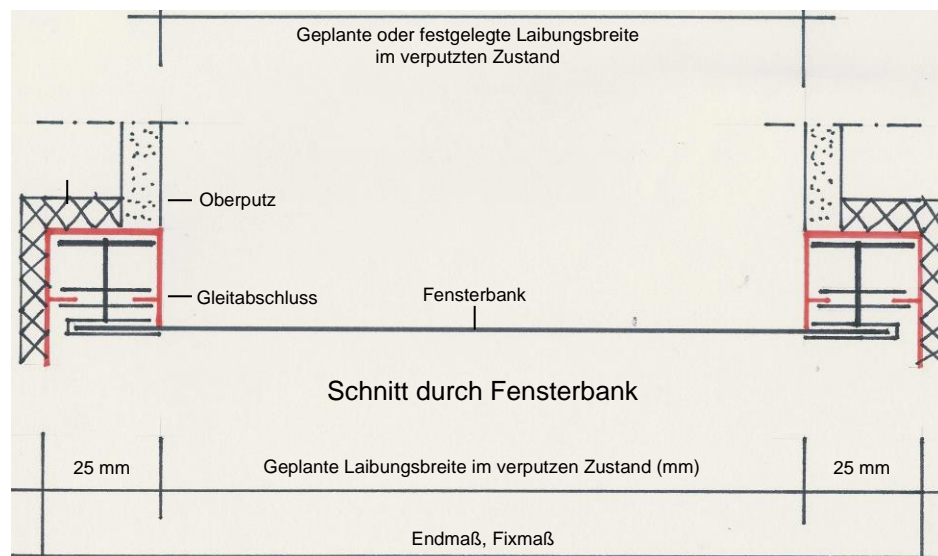 Geplante oder festgelegte Laibungsbreite
im verputzten Zustand
Oberputz
Gleitabschluss
Fensterbank
Schnitt durch Fensterbank
25 mm
Geplante Laibungsbreite im verputzen Zustand (mm)
25 mm
Endmaß, Fixmaß